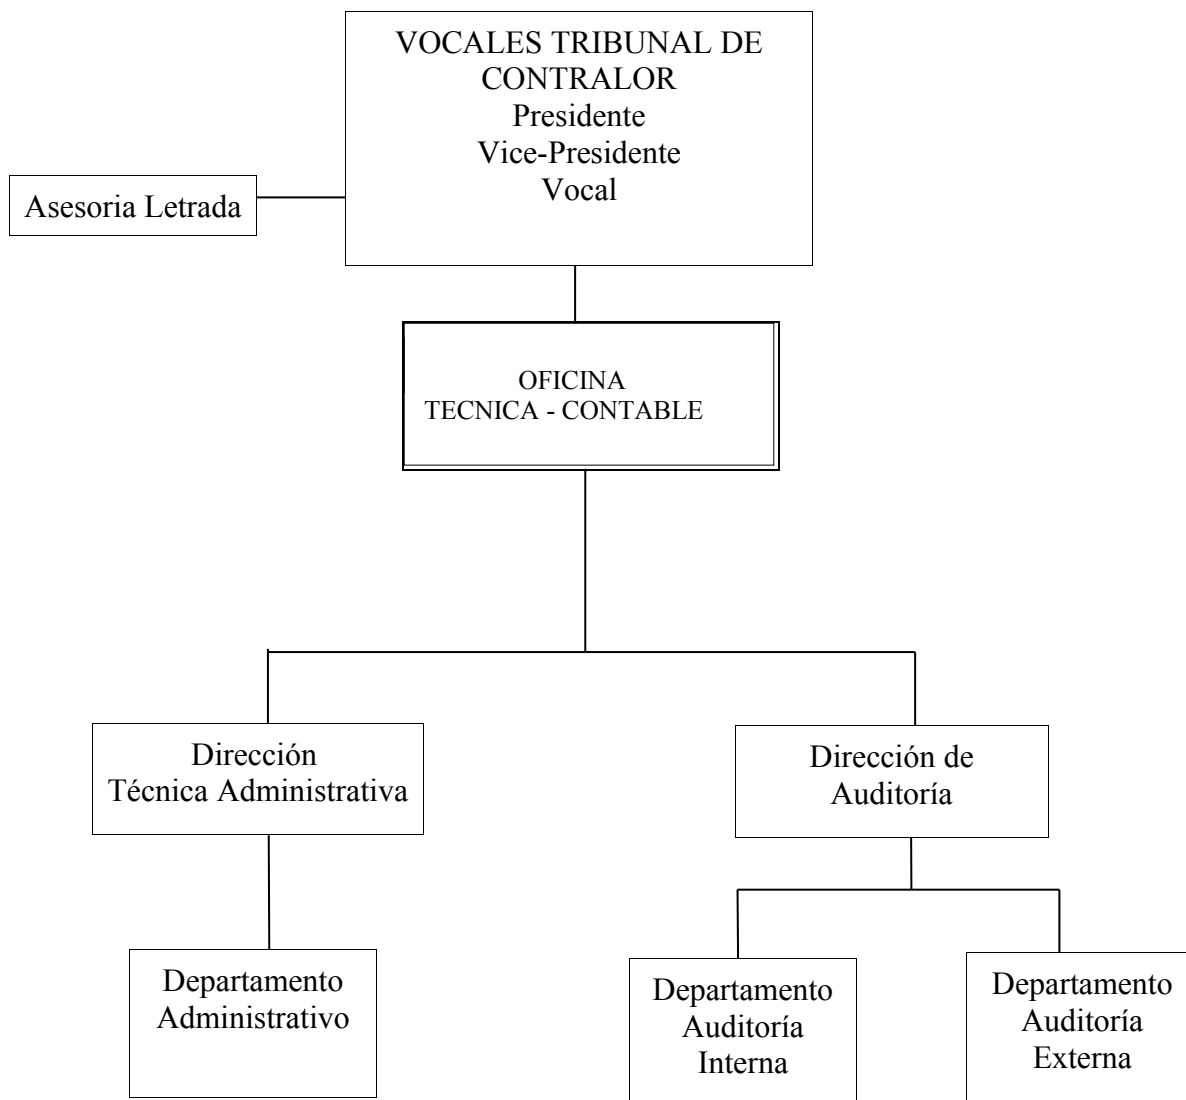 VOCALES TRIBUNAL DE
CONTRALOR
Presidente
Vice-Presidente
Vocal
Asesoria Letrada
OFICINA
TECNICA - CONTABLE
Dirección
Técnica Administrativa
Dirección de
Auditoría
Departamento
Administrativo
Departamento
Auditoría
Interna
Departamento
Auditoría
Externa